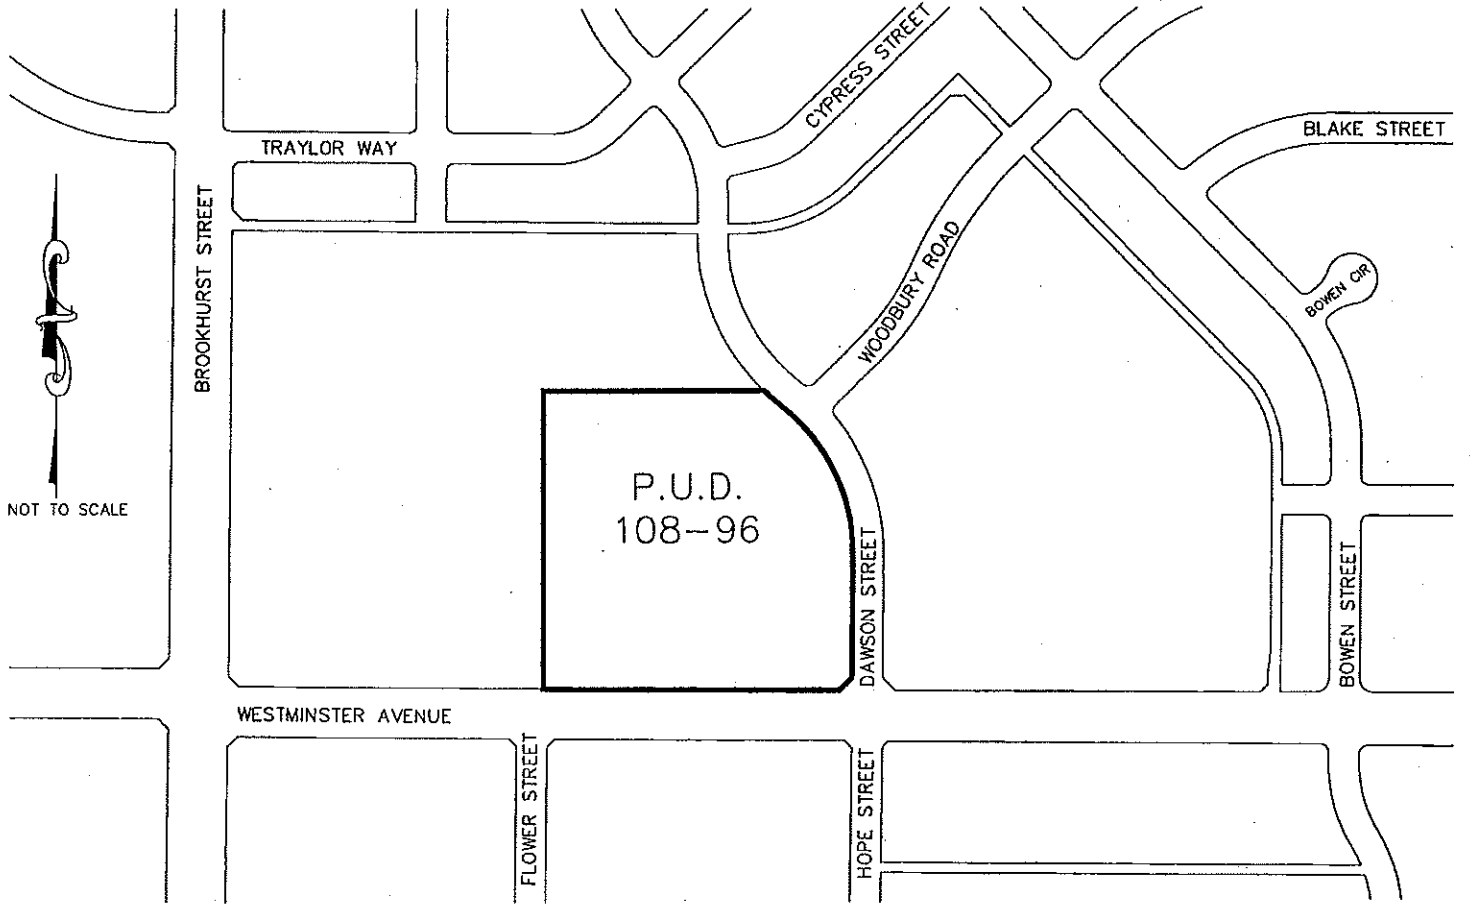 CYPRESS STREET
BLAKE STREET
TRAYLOR WAY
BROOKHURST STREET
WOODBURY ROAD
BOWEN CIR
P.U.D.
108-96
NOT TO SCALE
DAWSON STREET
BOWEN STREET
WESTMINSTER AVENUE
FLOWER STREET
HOPE STREET